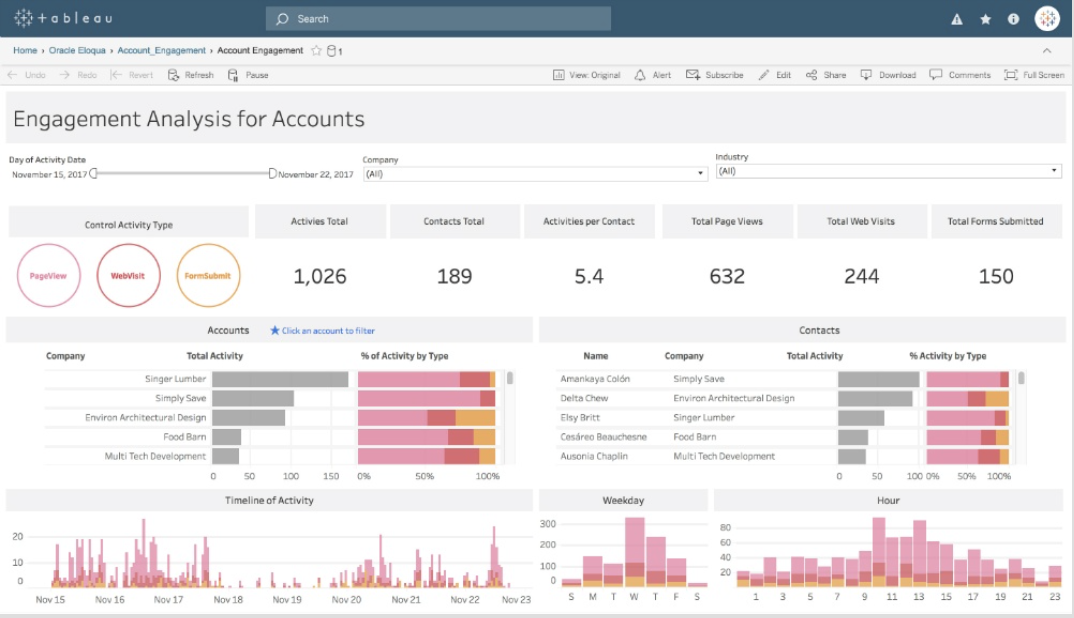 tableau Search
Home › Oracle Eloqua › Account_Engagement › Account Engagement 1
Undo Redo Revert Refresh Pause View: Original Alert Subscribe Edit Share Download Comments Full Screen
Engagement Analysis for Accounts
Day of Activity Date
November 15, 2017 November 22, 2017
Company
(All)
Industry
(All)
Control Activity Type
PageView WebVisit FormSubmit
Activies Total Contacts Total Activities per Contact Total Page Views Total Web Visits Total Forms Submitted
1,026 189 5.4 632 244 150
Accounts Click an account to filter
Company Total Activity % of Activity by Type
Singer Lumber
Simply Save
Environ Architectural Design
Food Barn
Multi Tech Development
0 50 100 150 0% 50% 100%
Contacts
Name Company Total Activity % Activity by Type
Amankaya Colón Simply Save
Delta Chew Environ Architectural Design
Elsy Britt Singer Lumber
Cesáreo Beauchesne Food Barn
Ausonia Chaplin Multi Tech Development
0 50 100 0% 50% 100%
Timeline of Activity
20
10
0
Nov 15 Nov 16 Nov 17 Nov 18 Nov 19 Nov 20 Nov 21 Nov 22 Nov 23
Weekday
300
200
100
0
S M T W T F S
Hour
80
60
40
20
1 3 5 7 9 11 13 15 17 19 21 23